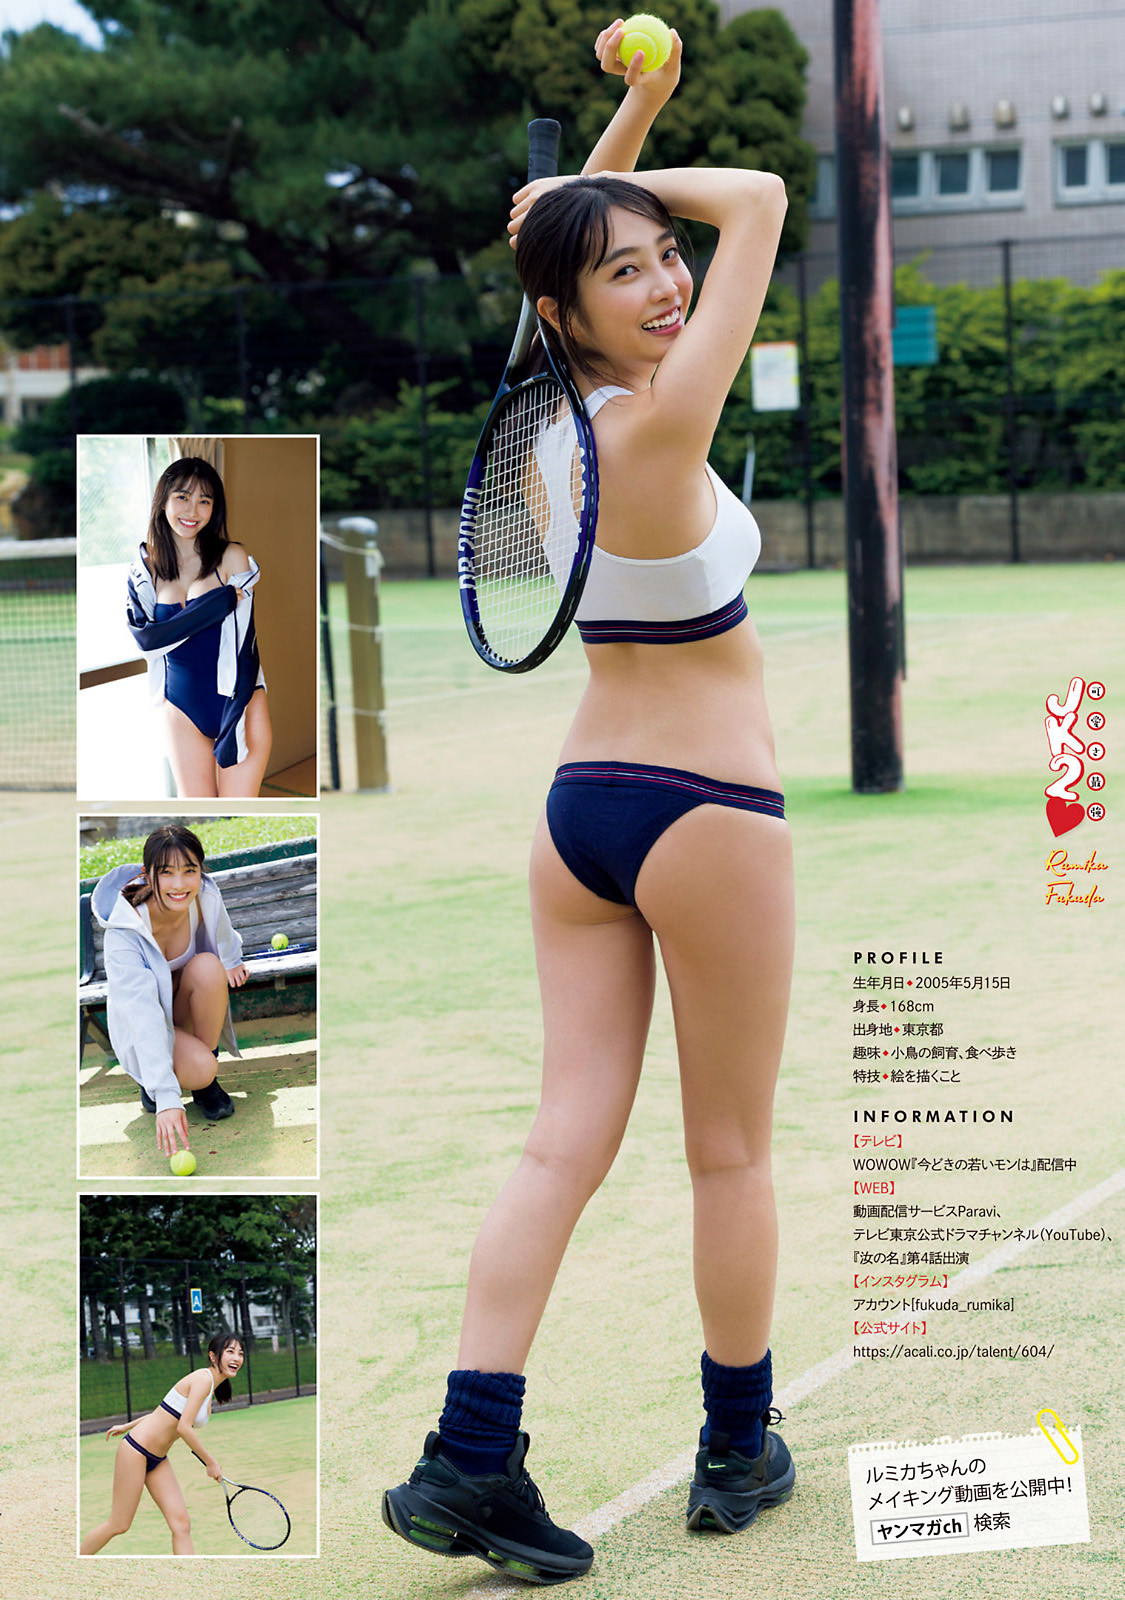 DR2000
A
可愛さ最強
JK2
Rumika
Fukuda
PROFILE
生年月日◆2005年5月15日
身長◆168cm
出身地◆東京都
趣味◆小鳥の飼育、食べ歩き
特技◆絵を描くこと
INFORMATION
【テレビ】
WOWOW『今どきの若いモンは』配信中
【WEB】
動画配信サービスParavi、
テレビ東京公式ドラマチャンネル(YouTube)、
『汝の名』第4話出演
【インスタグラム】
アカウント[fukuda_rumika]
【公式サイト】
https://acali.co.jp/talent/604/
ルミカちゃんの
メイキング動画を公開中!
ヤンマガch 検索